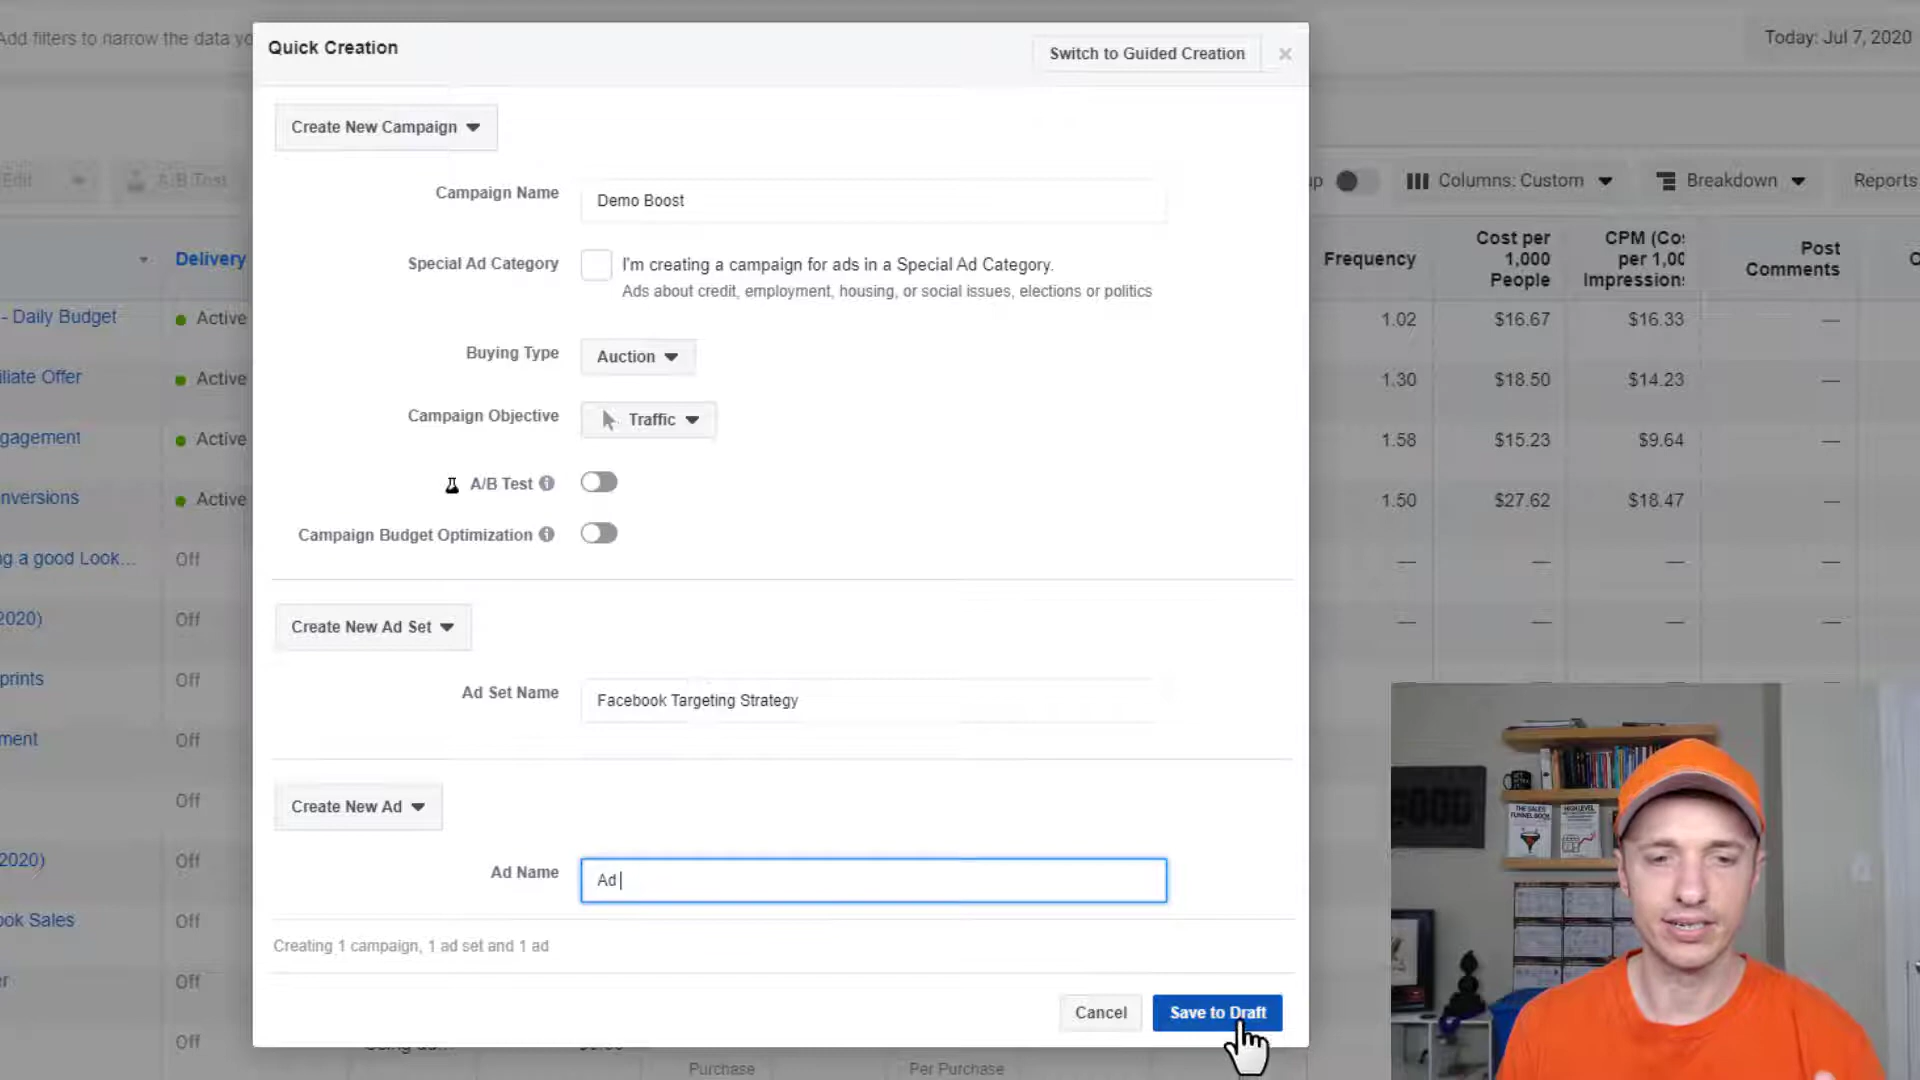 Add filters to narrow the data yo
Today: Jul 7, 2020
Quick Creation
Switch to Guided Creation
Create New Campaign
Edit
A/B Test
Columns: Custom
Breakdown
Reports
Campaign Name
Demo Boost
Special Ad Category
I'm creating a campaign for ads in a Special Ad Category.
Ads about credit, employment, housing, or social issues, elections or politics
Delivery
Frequency
Cost per
1,000
People
CPM (Co
per 1,00
Impression
Post
Comments
- Daily Budget
Active
1.02
$16.67
$16.33
—
Buying Type
Auction
iliate Offer
Active
1.30
$18.50
$14.23
—
Campaign Objective
Traffic
gagement
Active
1.58
$15.23
$9.64
—
A/B Test
nversions
Active
1.50
$27.62
$18.47
—
Campaign Budget Optimization
ng a good Look...
Off
—
—
—
—
2020)
Off
—
—
—
—
Create New Ad Set
prints
Off
Ad Set Name
Facebook Targeting Strategy
ment
Off
Off
Create New Ad
2020)
Off
Ad Name
Ad
ook Sales
Off
Creating 1 campaign, 1 ad set and 1 ad
Off
Cancel
Save to Draft
Off
Purchase
Per Purchase
THE SALES
FUNNEL BOOK